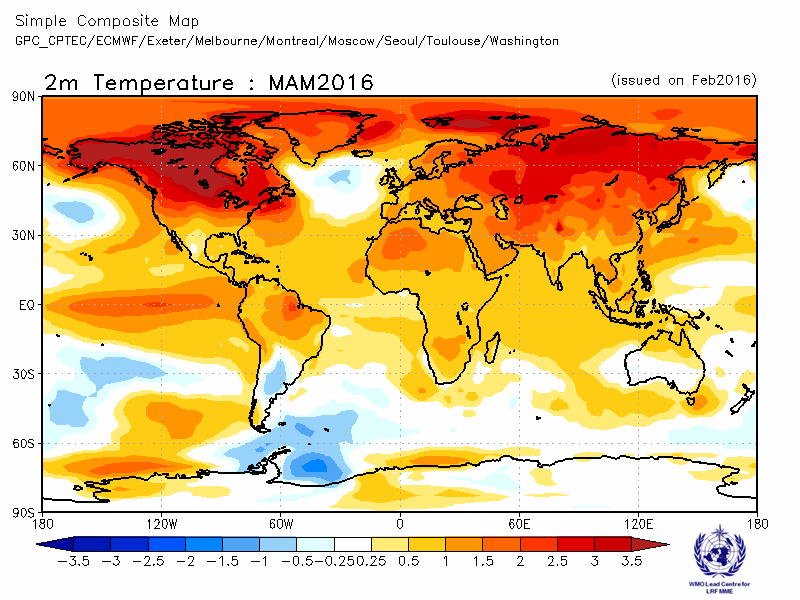 Simple Composite Map
GPC_CPTEC/ECMWF/Exeter/Melbourne/Montreal/Moscow/Seoul/Toulouse/Washington
2m Temperature : MAM2016
(issued on Feb2016)
90N
60N
30N
EQ
30S
60S
90S
180 120W 60W 0 60E 120E 180
−3.5 −3 −2.5 −2 −1.5 −1 −0.5 −0.25 0.25 0.5 1 1.5 2 2.5 3 3.5
WMO Lead Centre for
LRF MME